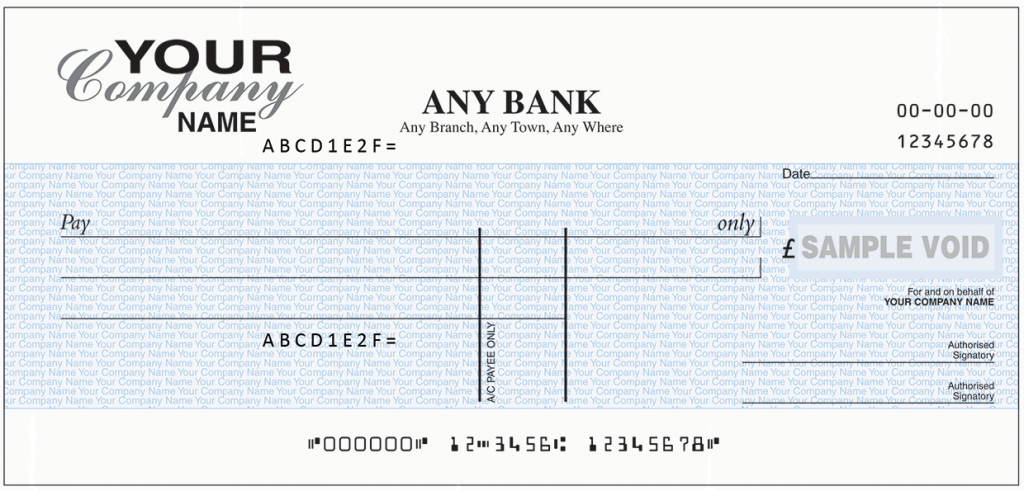 YOUR
Company
NAME
ANY BANK
Any Branch, Any Town, Any Where
00-00-00
12345678
ABCD1E2F=
Date
Pay
only
£ SAMPLE VOID
For and on behalf of
YOUR COMPANY NAME
ABCD1E2F=
A/C PAYEE ONLY
Authorised
Signatory
Authorised
Signatory
⑈000000⑈ 12⑉3456⑆ 12345678⑈